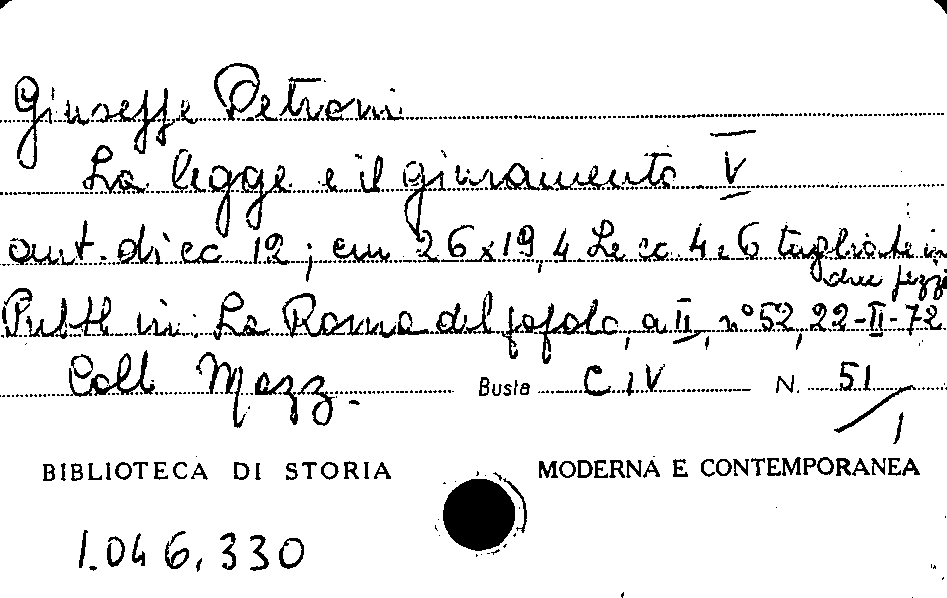 Giuseppe Petroni
La legge e il giuramento V
aut. di cc 12; cm 26x19,4 Le cc. 4 e 6 tagliate in
due pezzi
Pubbl in: La Roma del popolo, a II, n° 52, 22-II-72
Coll Mazz. Busta C IV N. 51/1
BIBLIOTECA DI STORIA MODERNA E CONTEMPORANEA
1.046.330